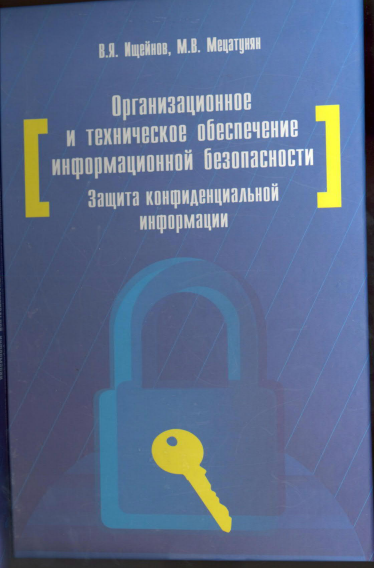 В.Я. Ищейнов, М.В. Мецатунян
Организационное
и техническое обеспечение
информационной безопасности
Защита конфиденциальной
информации